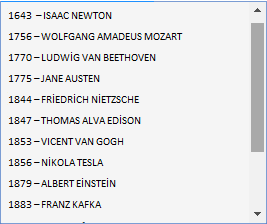 1643 – ISAAC NEWTON
1756 – WOLFGANG AMADEUS MOZART
1770 – LUDWİG VAN BEETHOVEN
1775 – JANE AUSTEN
1844 – FRİEDRİCH NİETZSCHE
1847 – THOMAS ALVA EDİSON
1853 – VICENT VAN GOGH
1856 – NİKOLA TESLA
1879 – ALBERT EİNSTEİN
1883 – FRANZ KAFKA